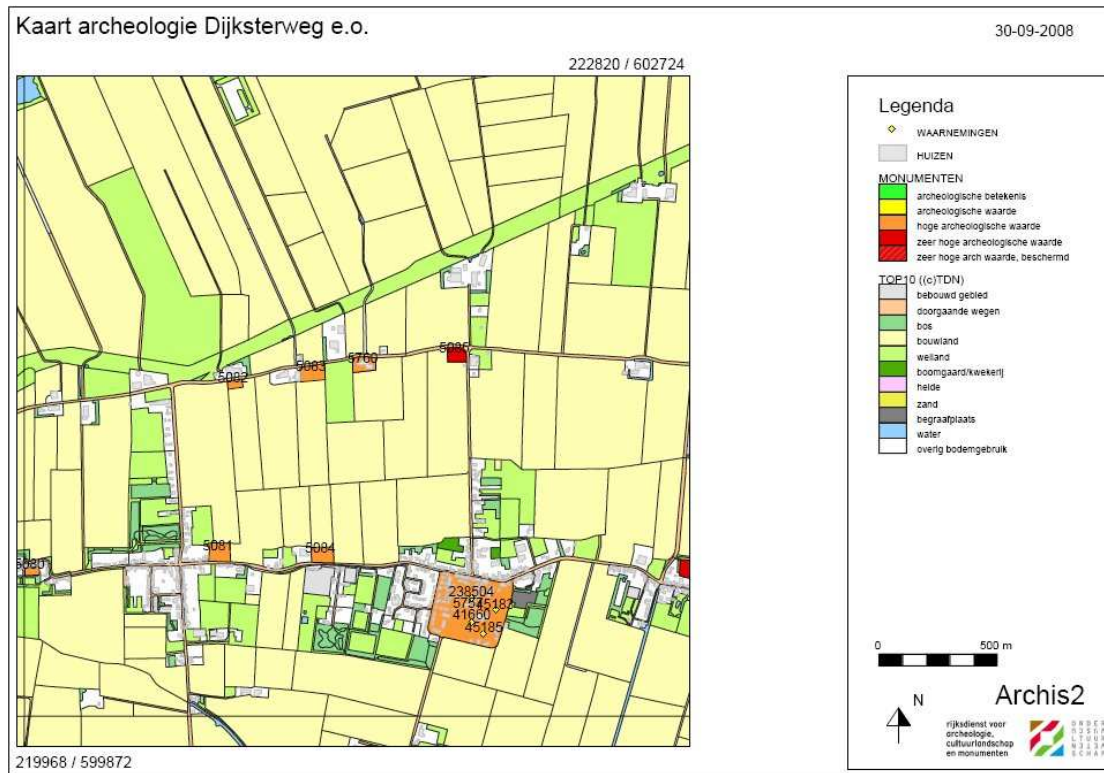 Kaart archeologie Dijksterweg e.o.
30-09-2008
222820 / 602724
5085
5760
5083
5082
5081
5084
5080
238504
45183
41660
45185
219968 / 599872
Legenda
WAARNEMINGEN
HUIZEN
MONUMENTEN
archeologische betekenis
archeologische waarde
hoge archeologische waarde
zeer hoge archeologische waarde
zeer hoge arch waarde, beschermd
TOP10 ((c)TDN)
bebouwd gebied
doorgaande wegen
bos
bouwland
weiland
boomgaard/kwekerij
heide
zand
begraafplaats
water
overig bodemgebruik
0 500 m
N
Archis2
rijksdienst voor
archeologie,
cultuurlandschap
en monumenten